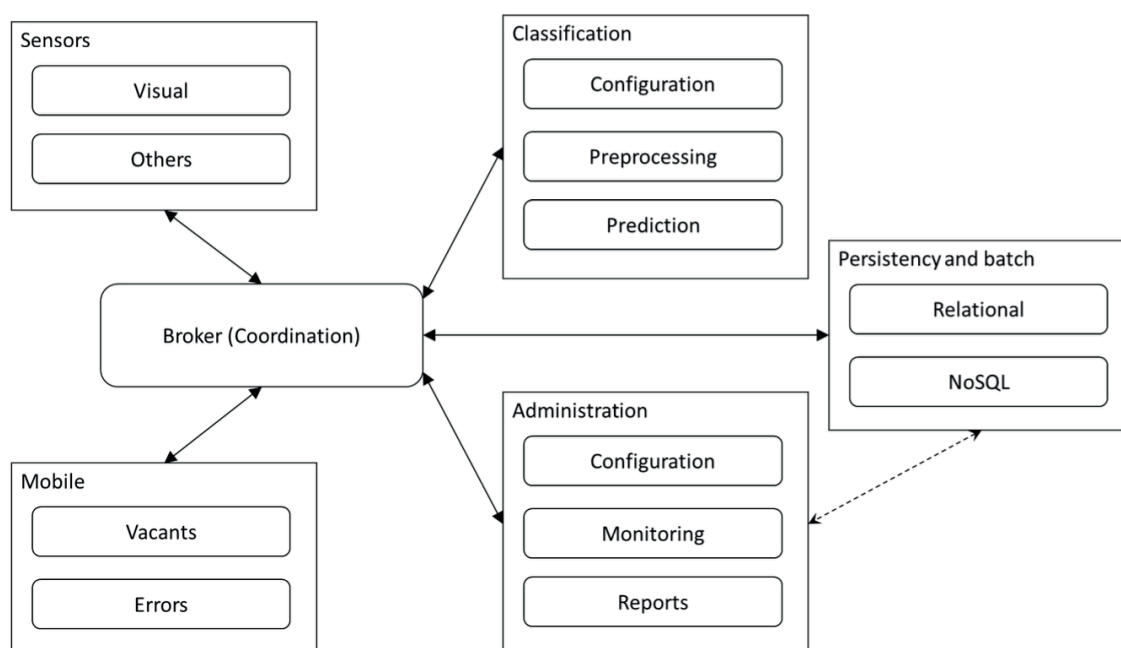 Sensors
Visual
Others
Classification
Configuration
Preprocessing
Prediction
Broker (Coordination)
Persistency and batch
Relational
NoSQL
Mobile
Vacants
Errors
Administration
Configuration
Monitoring
Reports